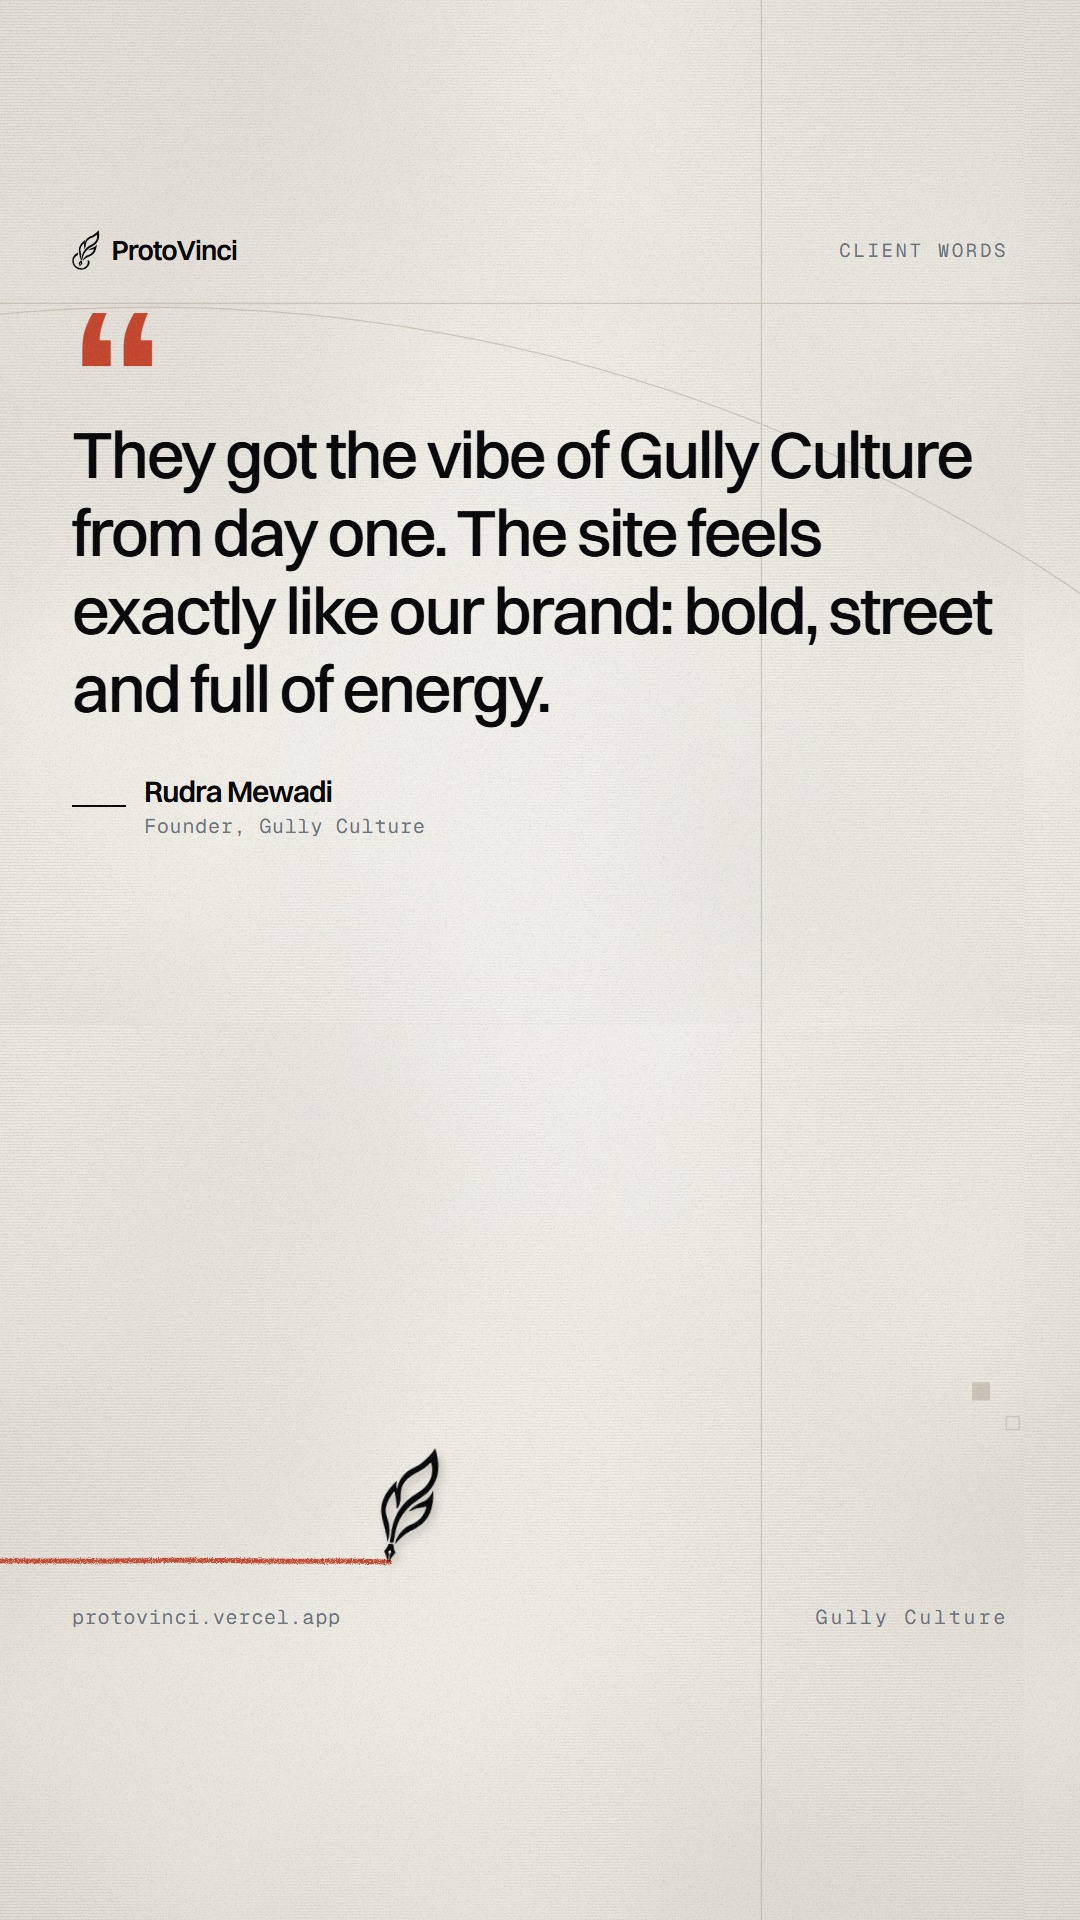 ProtoVinci
CLIENT WORDS
“
They got the vibe of Gully Culture
from day one. The site feels
exactly like our brand: bold, street
and full of energy.
Rudra Mewadi
Founder, Gully Culture
protovinci.vercel.app
Gully Culture